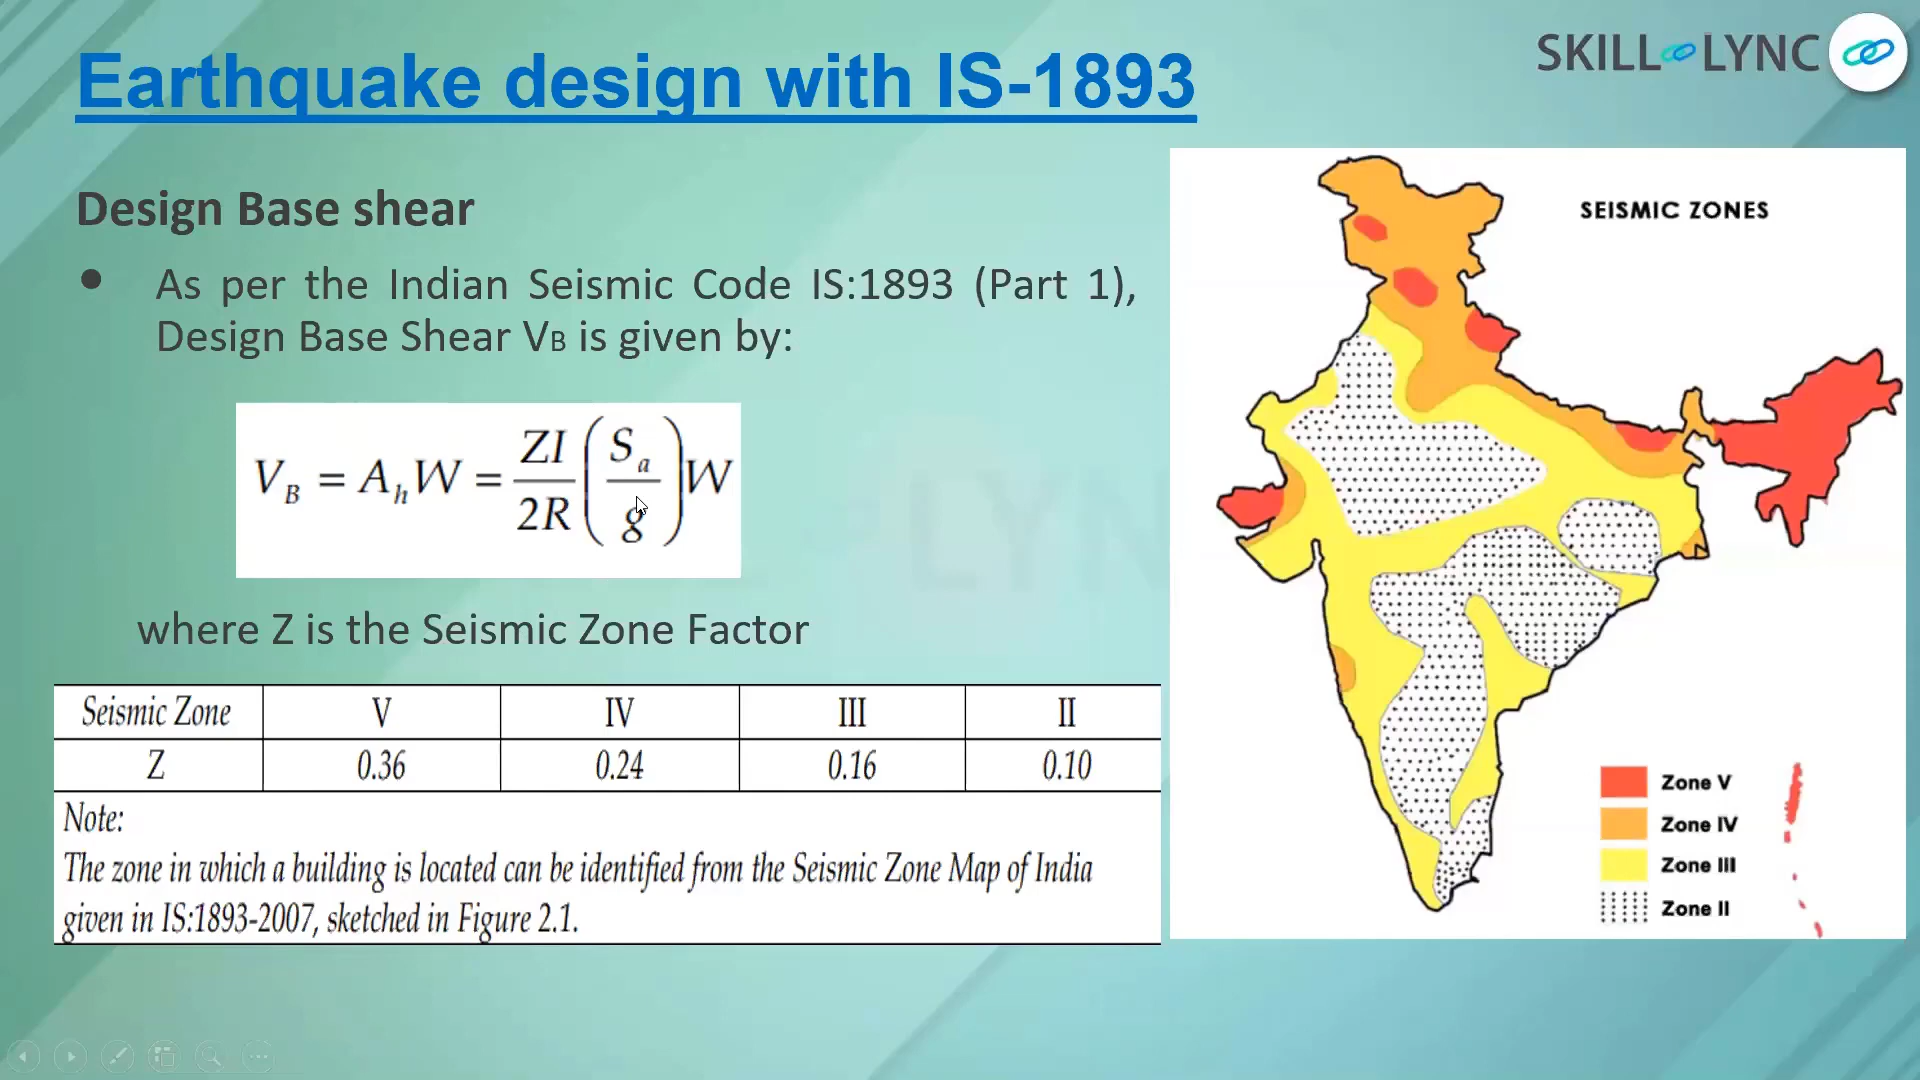 Earthquake design with IS-1893
SKILL LYNC
Design Base shear
• As per the Indian Seismic Code IS:1893 (Part 1),
Design Base Shear VB is given by:
V_B = A_h W = ZI/2R (S_a/g) W
where Z is the Seismic Zone Factor
Seismic Zone V IV III II
Z 0.36 0.24 0.16 0.10
Note:
The zone in which a building is located can be identified from the Seismic Zone Map of India
given in IS:1893-2007, sketched in Figure 2.1.
SEISMIC ZONES
Zone V
Zone IV
Zone III
Zone II